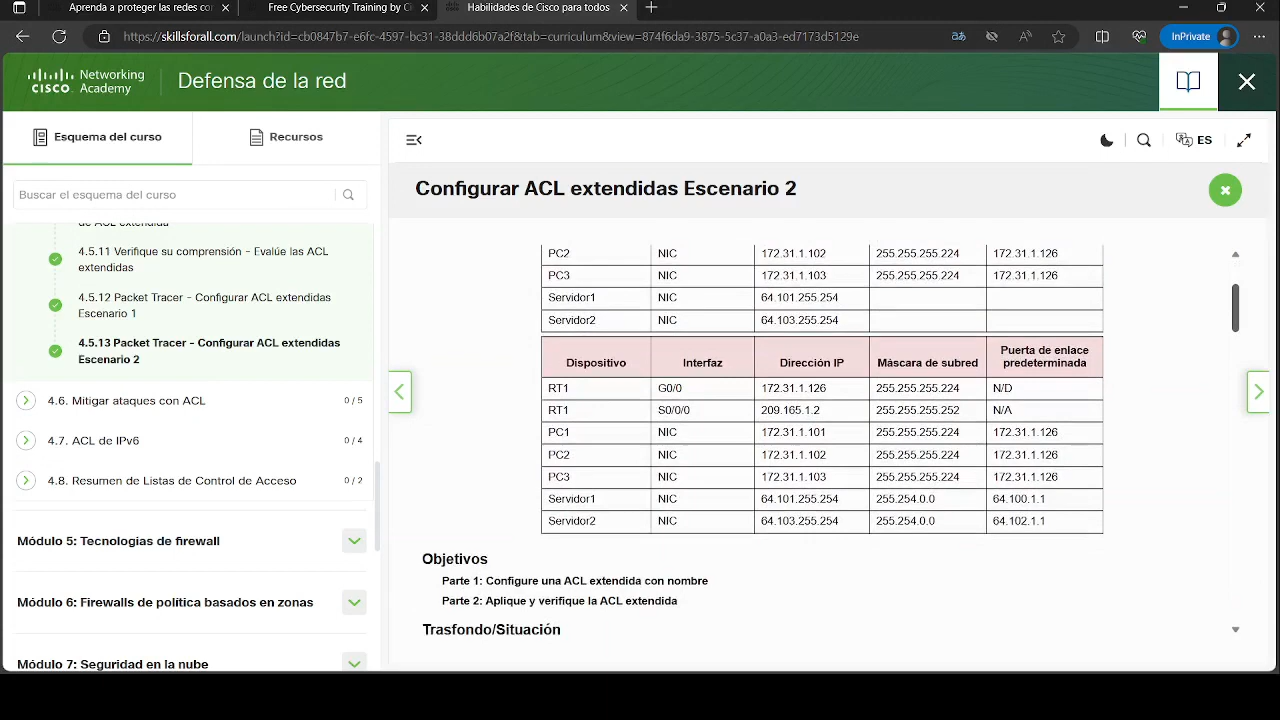 Aprenda a proteger las redes cor
Free Cybersecurity Training by Ci
Habilidades de Cisco para todos
https://skillsforall.com/launch?id=cb0847b7-e6fc-4597-bc31-38ddd6b07a2f&tab=curriculum&view=874f6da9-3875-5c37-a0a3-ed7173d5129e
InPrivate
Networking
CISCO Academy
Defensa de la red
Esquema del curso
Recursos
ES
Buscar el esquema del curso
Configurar ACL extendidas Escenario 2
de ACL extendida
4.5.11 Verifique su comprensión - Evalúe las ACL
extendidas
4.5.12 Packet Tracer - Configurar ACL extendidas
Escenario 1
4.5.13 Packet Tracer - Configurar ACL extendidas
Escenario 2
4.6. Mitigar ataques con ACL 0 / 5
4.7. ACL de IPv6 0 / 4
4.8. Resumen de Listas de Control de Acceso 0 / 2
Módulo 5: Tecnologías de firewall
Módulo 6: Firewalls de política basados en zonas
Módulo 7: Seguridad en la nube
PC2 NIC 172.31.1.102 255.255.255.224 172.31.1.126
PC3 NIC 172.31.1.103 255.255.255.224 172.31.1.126
Servidor1 NIC 64.101.255.254
Servidor2 NIC 64.103.255.254
Dispositivo Interfaz Dirección IP Máscara de subred Puerta de enlace
predeterminada
RT1 G0/0 172.31.1.126 255.255.255.224 N/D
RT1 S0/0/0 209.165.1.2 255.255.255.252 N/A
PC1 NIC 172.31.1.101 255.255.255.224 172.31.1.126
PC2 NIC 172.31.1.102 255.255.255.224 172.31.1.126
PC3 NIC 172.31.1.103 255.255.255.224 172.31.1.126
Servidor1 NIC 64.101.255.254 255.254.0.0 64.100.1.1
Servidor2 NIC 64.103.255.254 255.254.0.0 64.102.1.1
Objetivos
Parte 1: Configure una ACL extendida con nombre
Parte 2: Aplique y verifique la ACL extendida
Trasfondo/Situación